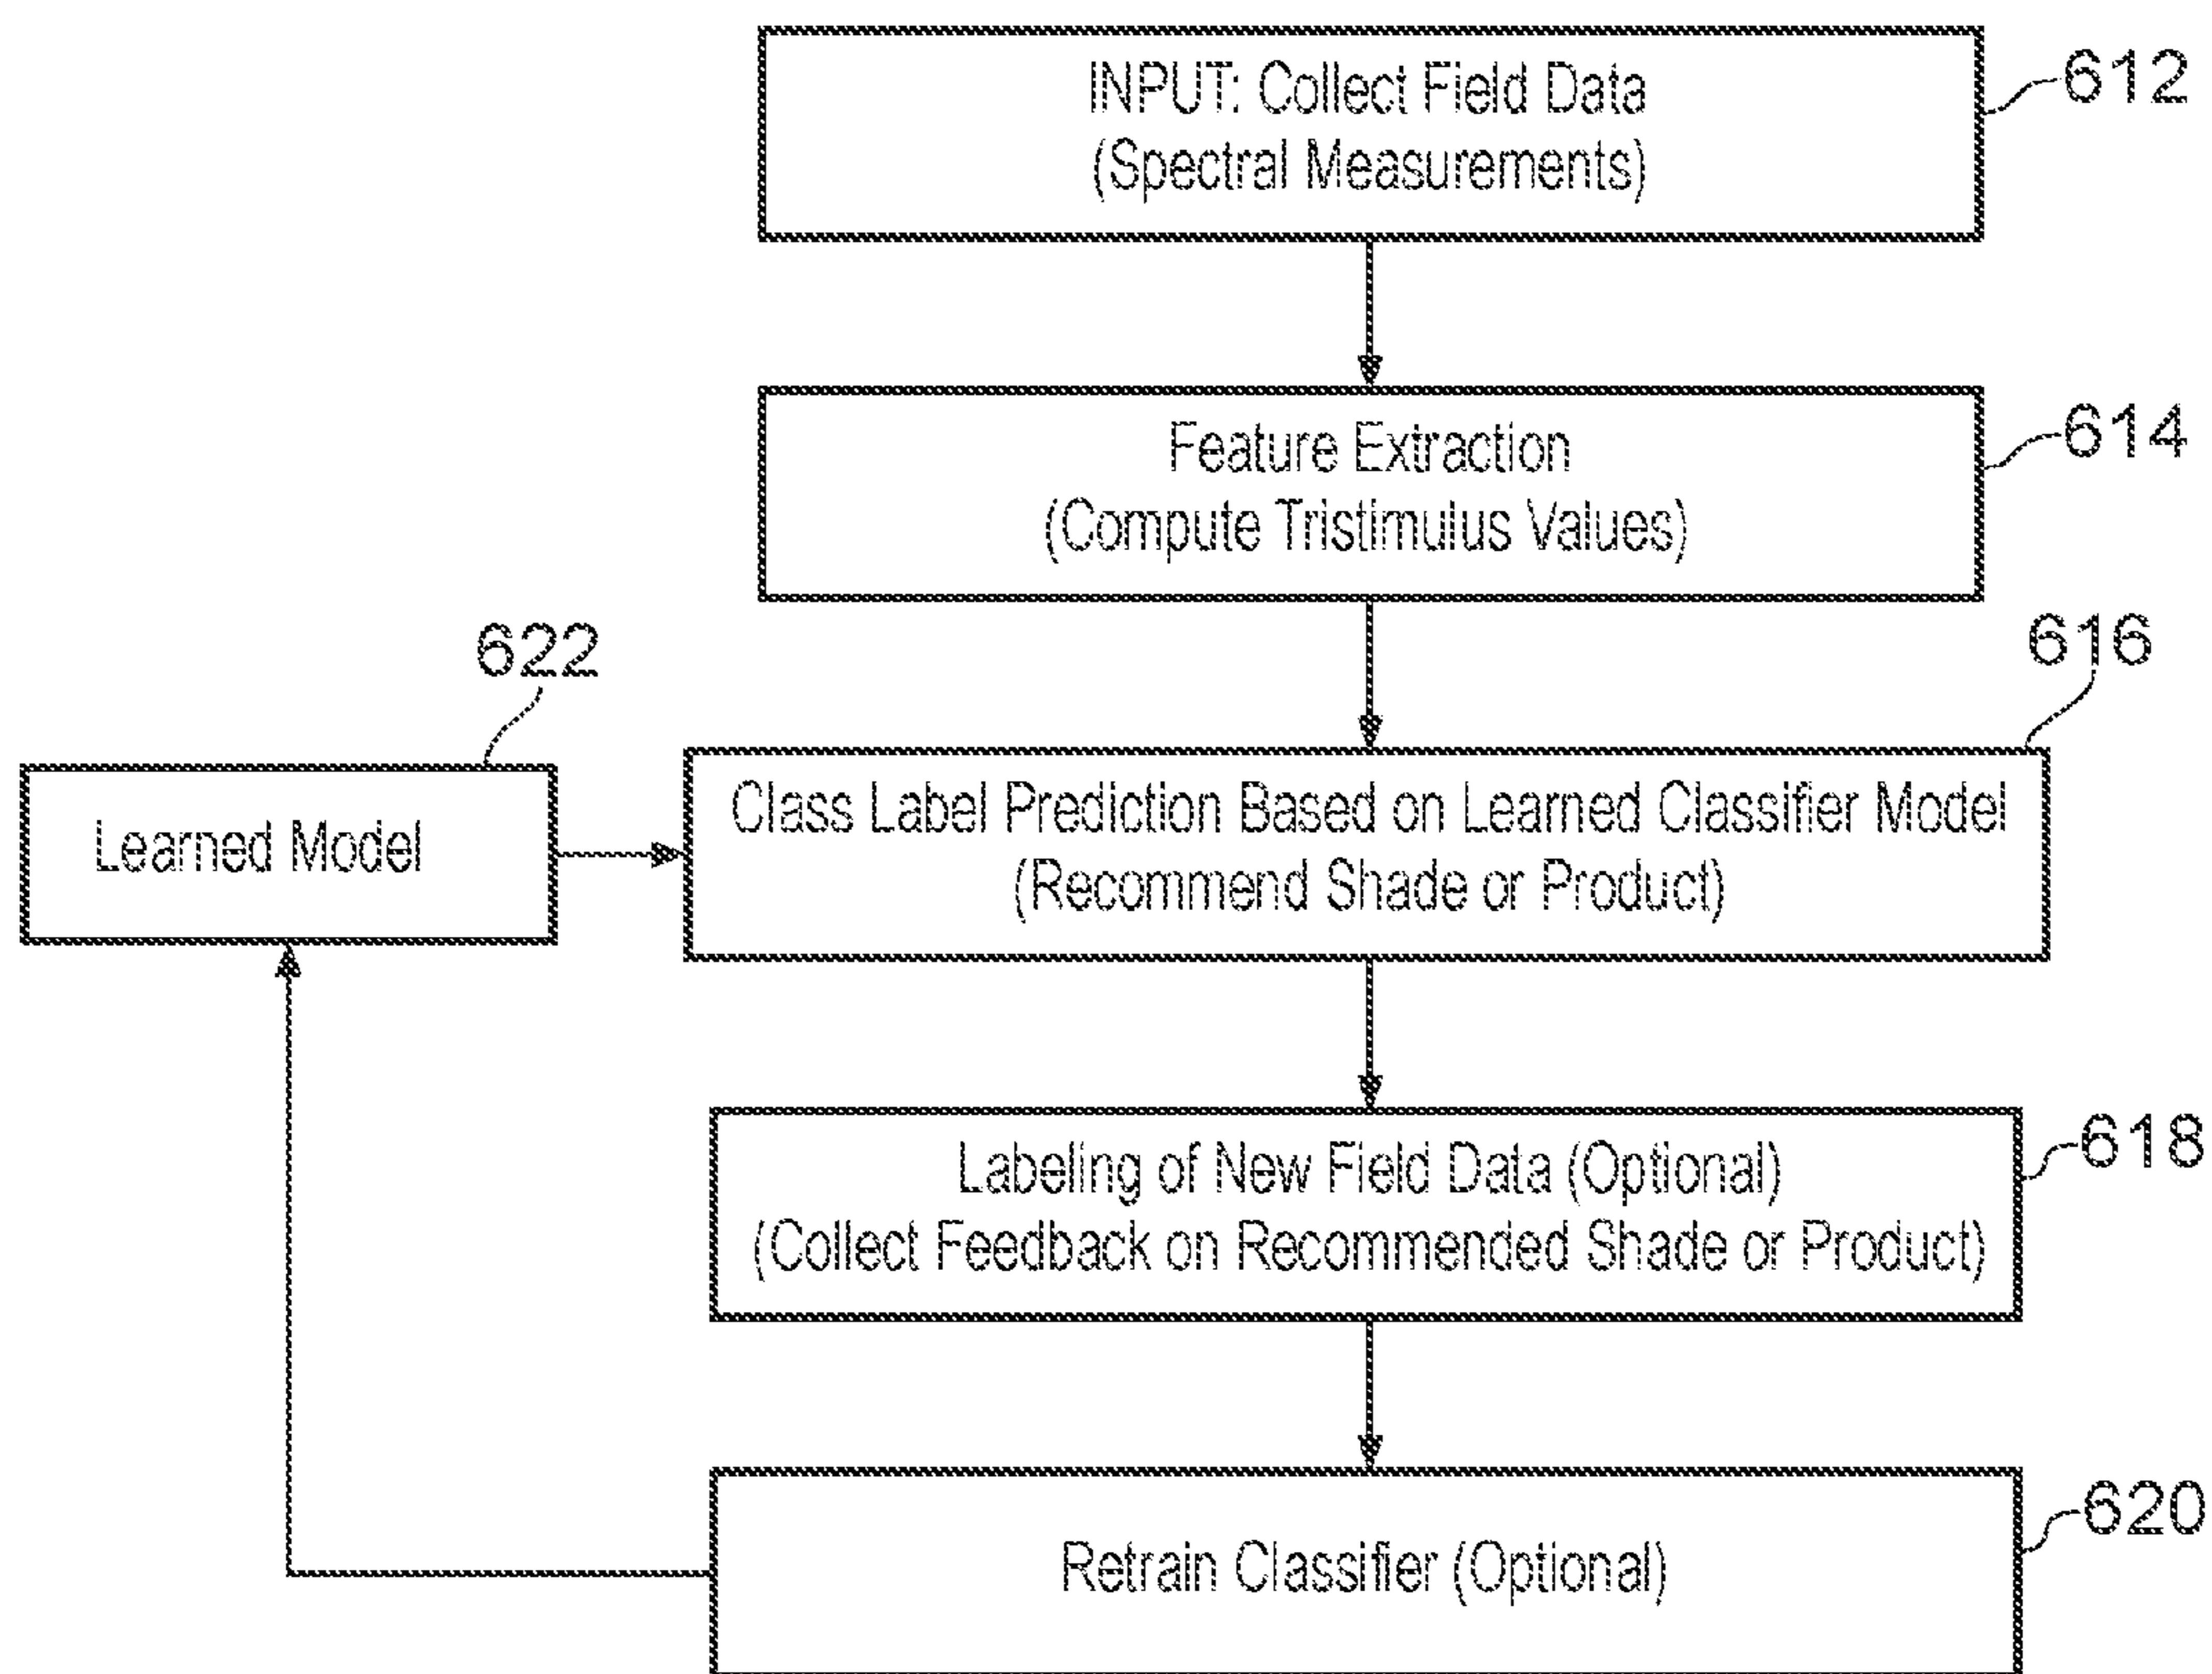 INPUT: Collect Field Data
(Spectral Measurements)
612
Feature Extraction
(Compute Tristimulus Values)
614
616
622
Learned Model
Class Label Prediction Based on Learned Classifier Model
(Recommend Shade or Product)
Labeling of New Field Data (Optional)
(Collect Feedback on Recommended Shade or Product)
618
Retrain Classifier (Optional)
620